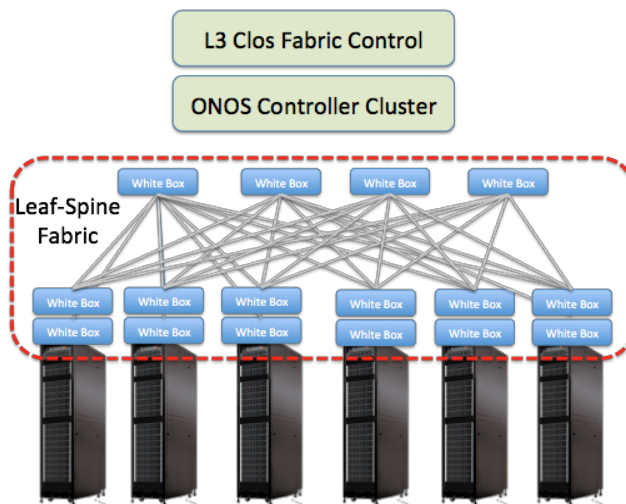 L3 Clos Fabric Control
ONOS Controller Cluster
White Box White Box White Box White Box
Leaf-Spine
Fabric
White Box White Box White Box White Box White Box White Box
White Box White Box White Box White Box White Box White Box